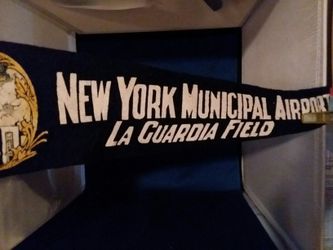 NEW YORK MUNICIPAL AIRPORT
LA GUARDIA FIELD